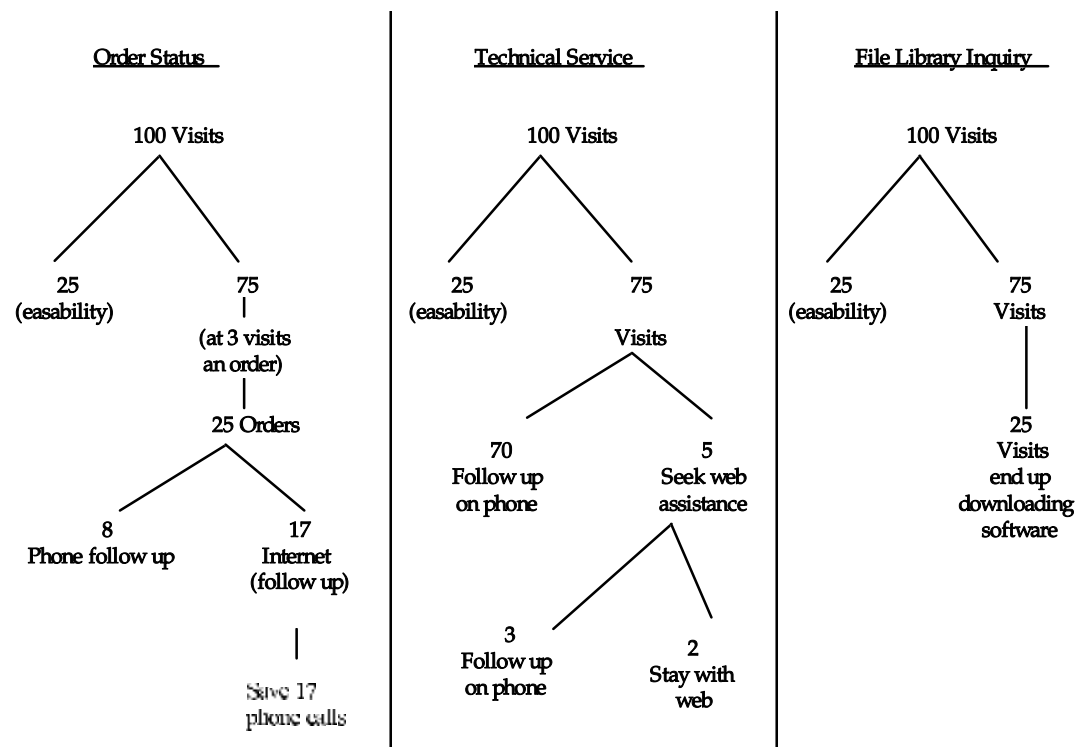 Order Status
100 Visits
25
(easability)
75
(at 3 visits
an order)
25 Orders
8
Phone follow up
17
Internet
(follow up)
Save 17
phone calls
Technical Service
100 Visits
25
(easability)
75
Visits
70
Follow up
on phone
5
Seek web
assistance
3
Follow up
on phone
2
Stay with
web
File Library Inquiry
100 Visits
25
(easability)
75
Visits
25
Visits
end up
downloading
software